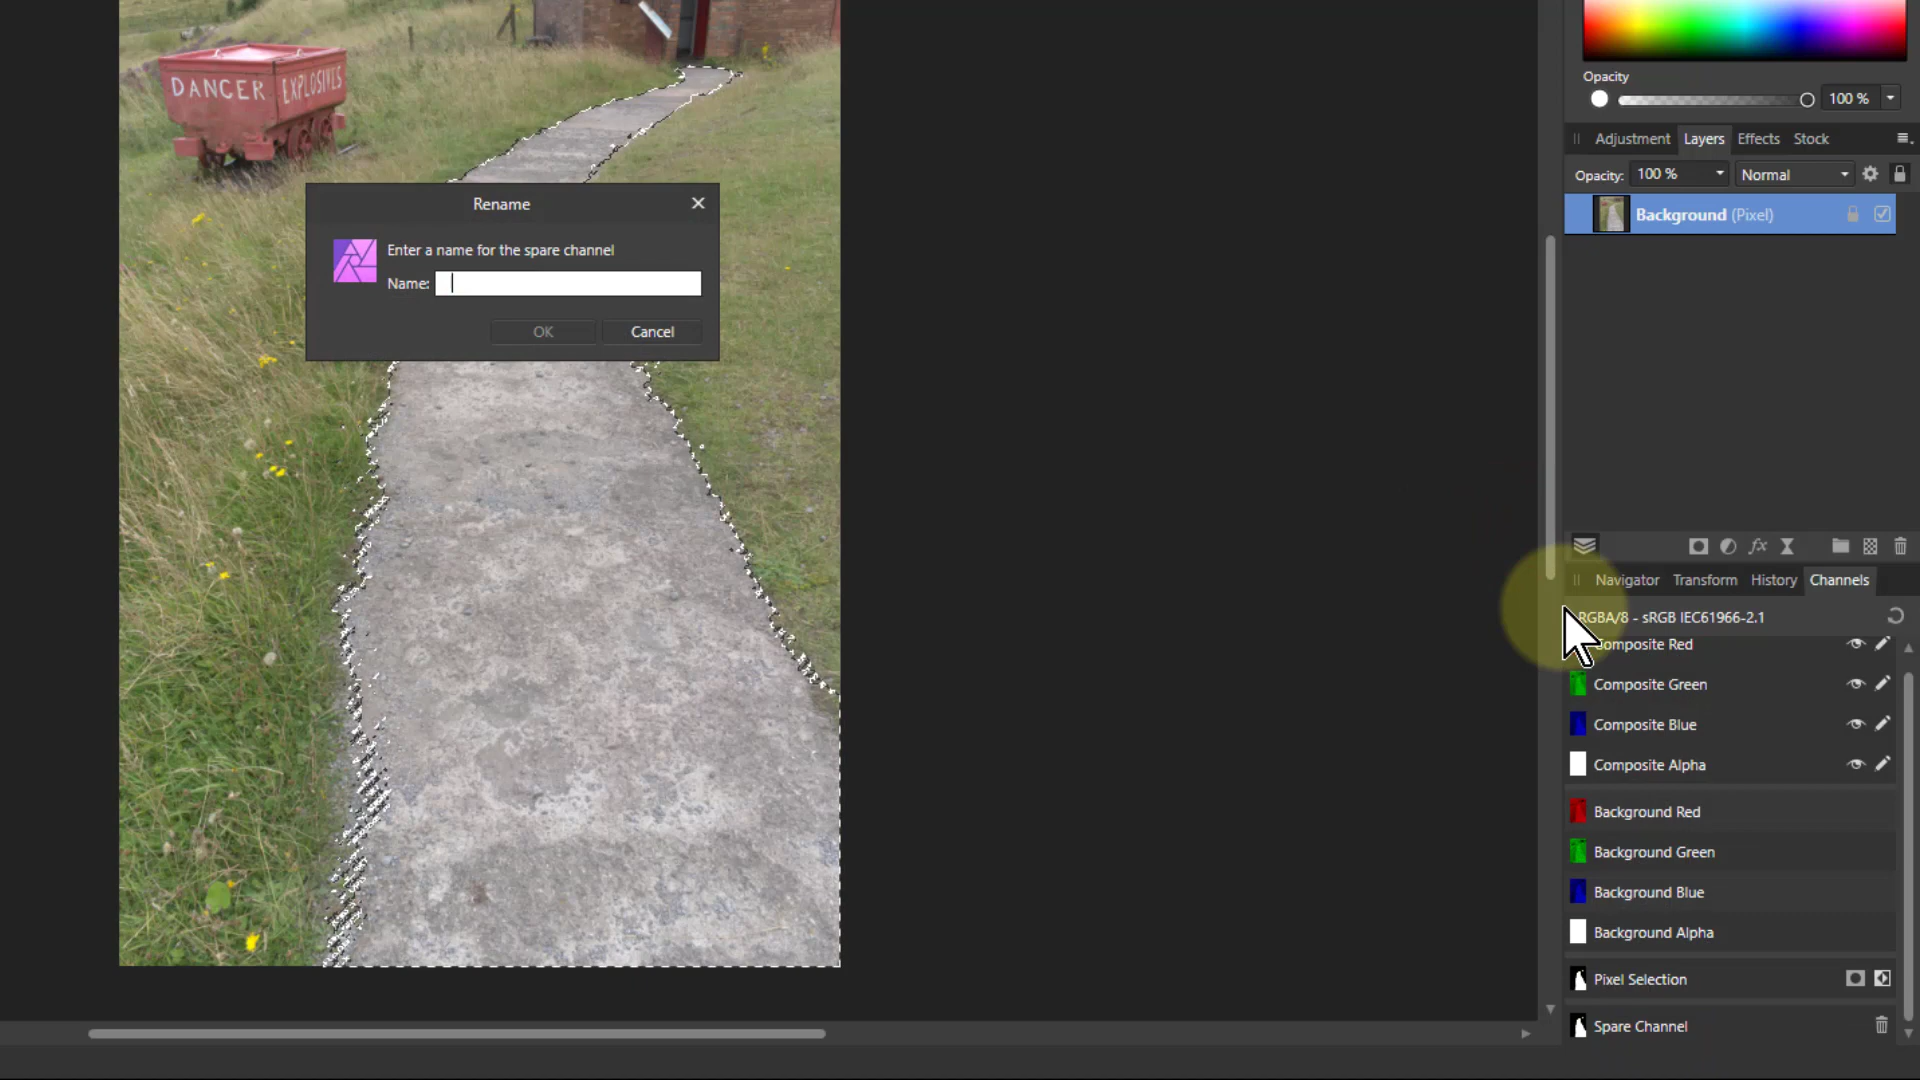 DANGER EXPLOSIVES
Rename
Enter a name for the spare channel
Name:
OK Cancel
Opacity
100 %
Adjustment Layers Effects Stock
Opacity: 100 % Normal
Background (Pixel)
fx
Navigator Transform History Channels
RGBA/8 - sRGB IEC61966-2.1
Composite Red
Composite Green
Composite Blue
Composite Alpha
Background Red
Background Green
Background Blue
Background Alpha
Pixel Selection
Spare Channel